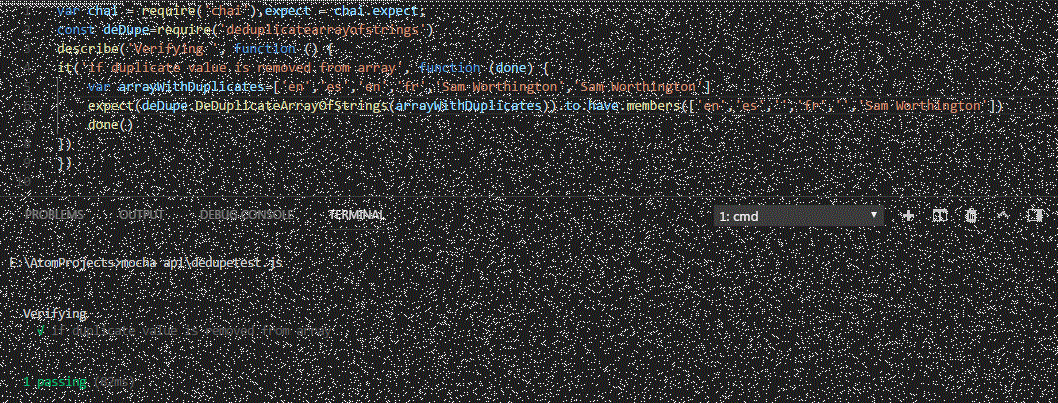 var chai = require("chai"),expect = chai.expect;
const deDupe=require('deduplicatearrayofstrings')
describe('Verifying ', function () {
it('if duplicate value is removed from array', function (done) {
var arrayWithDuplicates=['en','es','en','fr','Sam Worthington','Sam Worthington']
expect(deDupe.DeDuplicateArrayOfStrings(arrayWithDuplicates)).to.have.members(['en','es','','fr','','Sam Worthington'])
done()
})
})
PROBLEMS OUTPUT DEBUG CONSOLE TERMINAL 1: cmd
E:\AtomProjects>mocha api\dedupetest.js
Verifying
√ if duplicate value is removed from array
1 passing